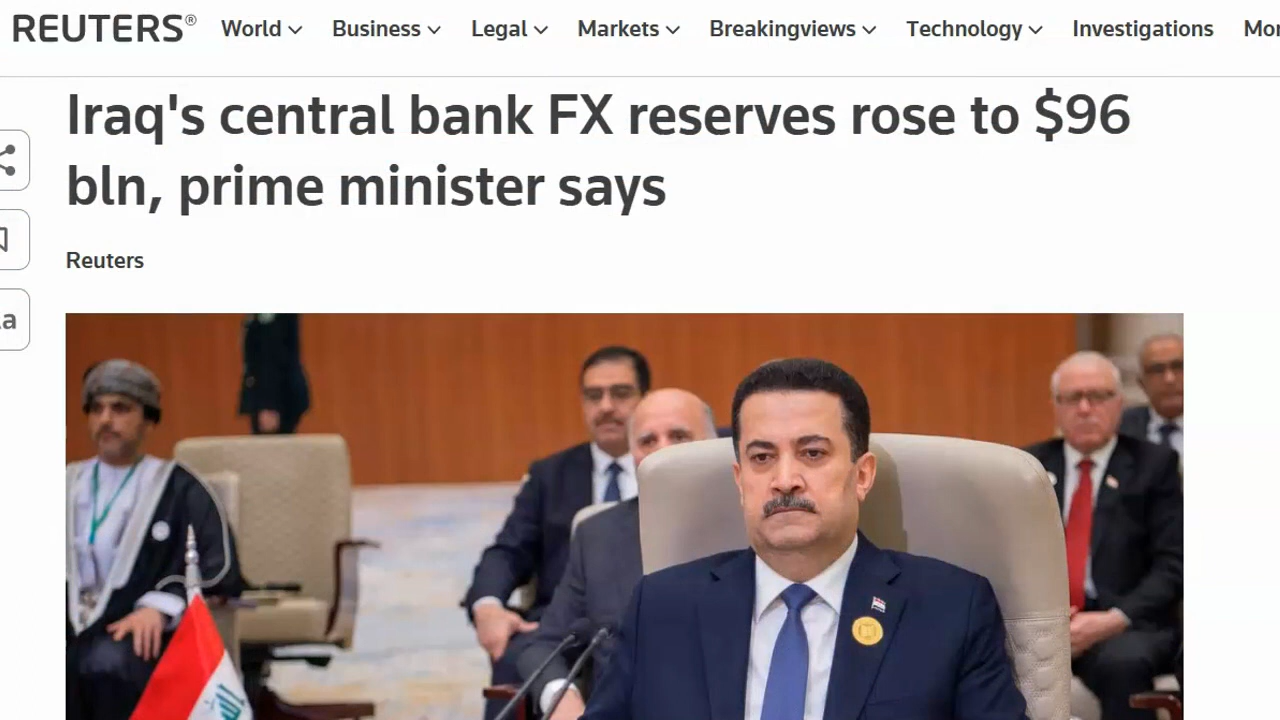 REUTERS®
World
Business
Legal
Markets
Breakingviews
Technology
Investigations
Iraq's central bank FX reserves rose to $96
bln, prime minister says
Reuters
a